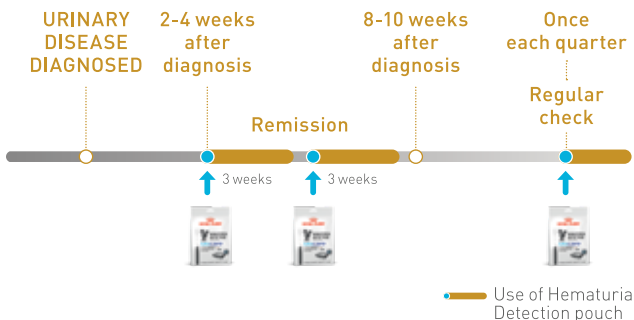 URINARY
DISEASE
DIAGNOSED
2-4 weeks
after
diagnosis
8-10 weeks
after
diagnosis
Once
each quarter
Regular
check
Remission
3 weeks
3 weeks
Use of Hematuria
Detection pouch